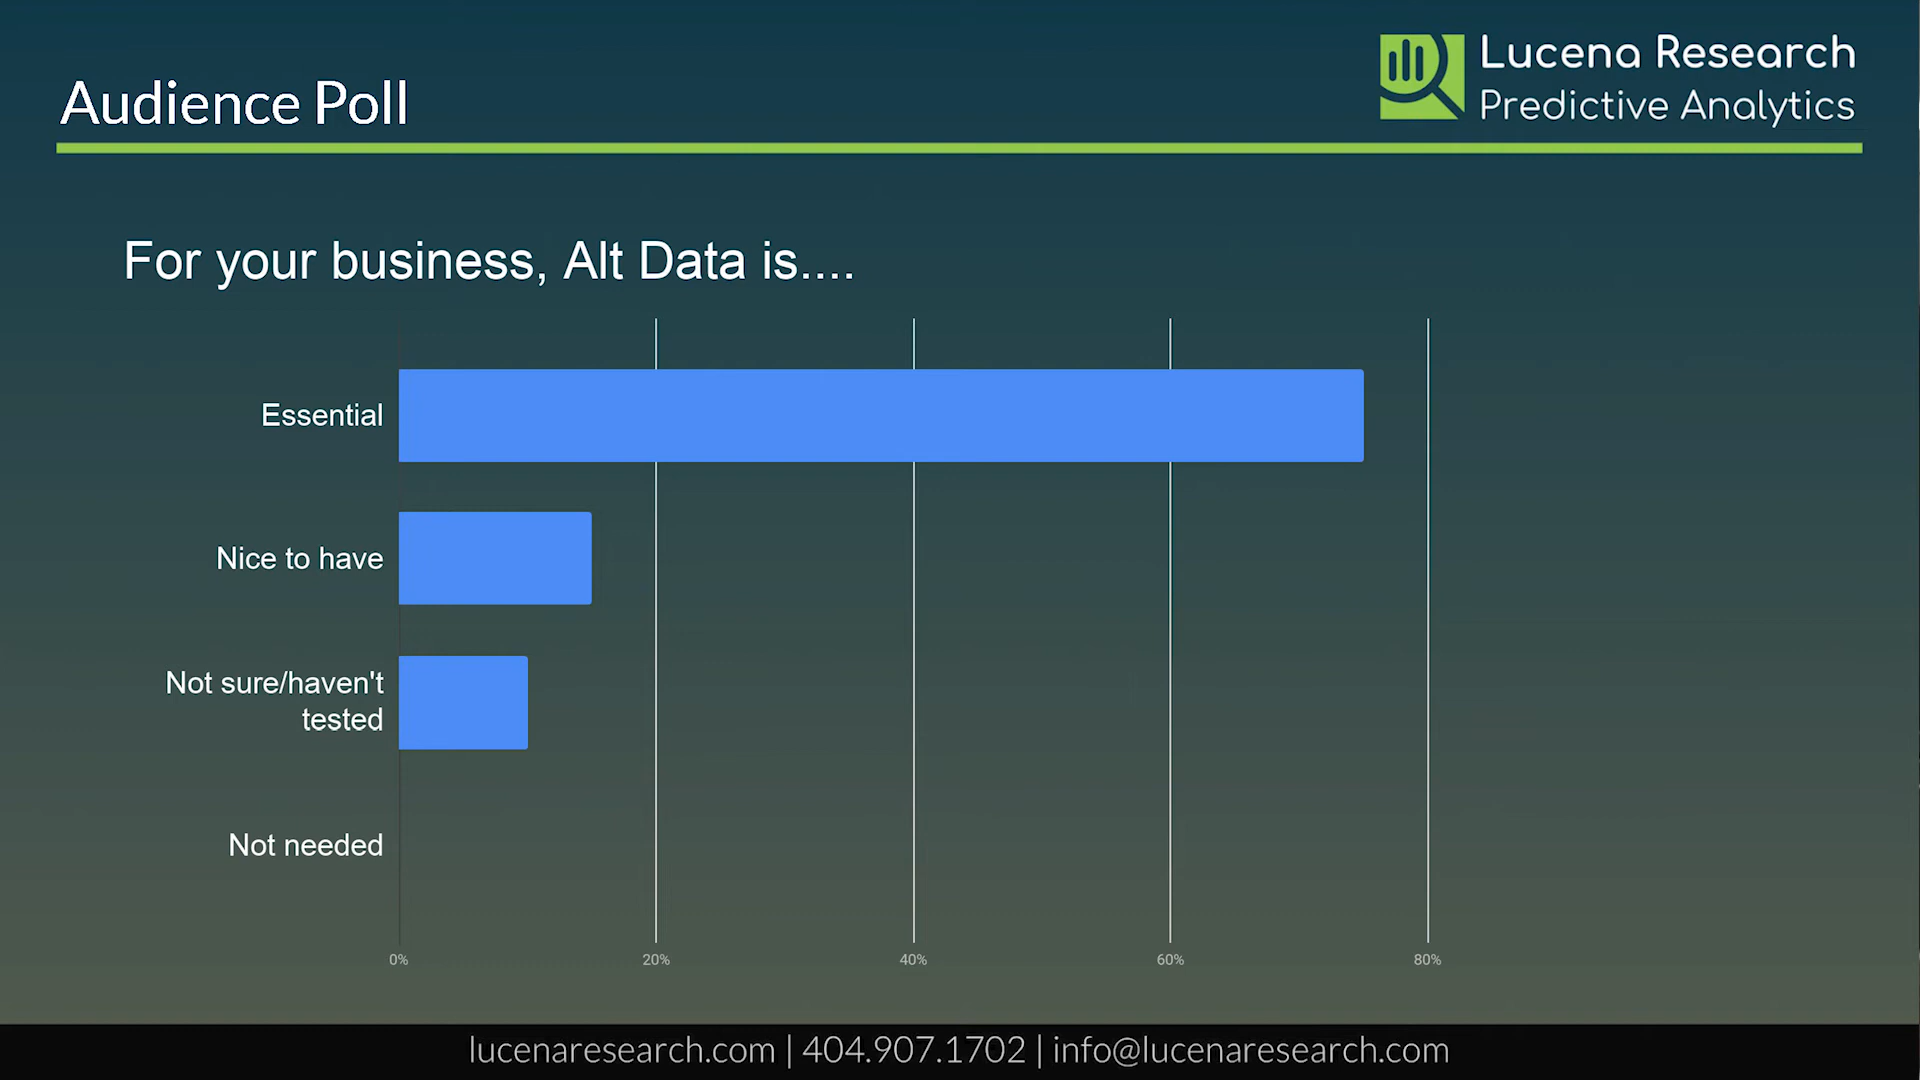 Audience Poll
Lucena Research
Predictive Analytics
For your business, Alt Data is....
Essential
Nice to have
Not sure/haven't
tested
Not needed
0%
20%
40%
60%
80%
lucenaresearch.com | 404.907.1702 | info@lucenaresearch.com